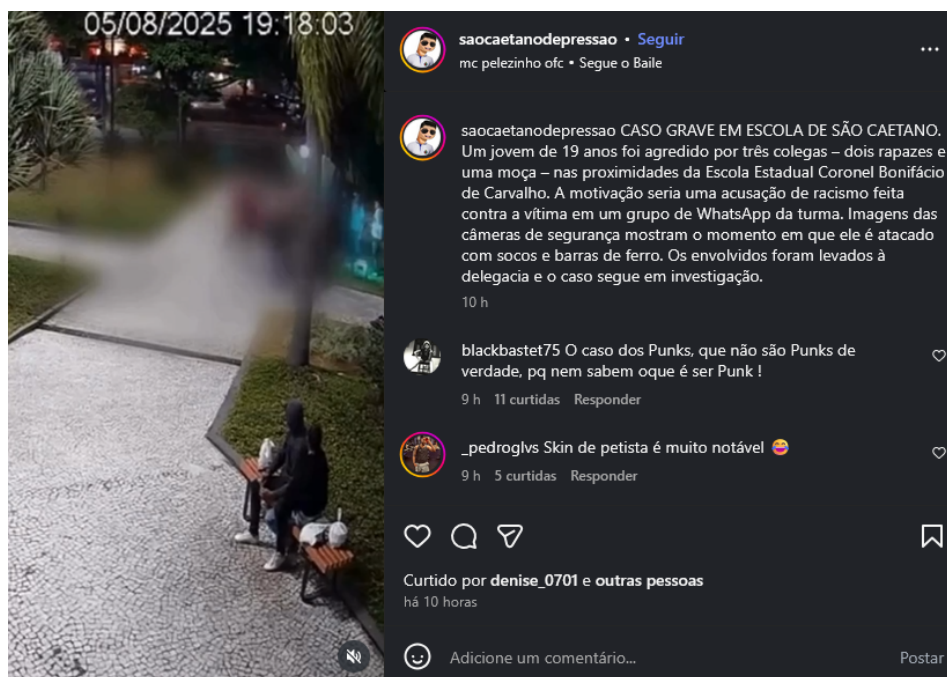 05/08/2025 19:18:03
saocaetanodepressao • Seguir
mc pelezinho ofc • Segue o Baile
saocaetanodepressao CASO GRAVE EM ESCOLA DE SÃO CAETANO.
Um jovem de 19 anos foi agredido por três colegas – dois rapazes e
uma moça – nas proximidades da Escola Estadual Coronel Bonifácio
de Carvalho. A motivação seria uma acusação de racismo feita
contra a vítima em um grupo de WhatsApp da turma. Imagens das
câmeras de segurança mostram o momento em que ele é atacado
com socos e barras de ferro. Os envolvidos foram levados à
delegacia e o caso segue em investigação.
10 h
blackbastet75 O caso dos Punks, que não são Punks de
verdade, pq nem sabem oque é ser Punk !
9 h 11 curtidas Responder
_pedroglvs Skin de petista é muito notável 😂
9 h 5 curtidas Responder
Curtido por denise_0701 e outras pessoas
há 10 horas
Adicione um comentário... Postar